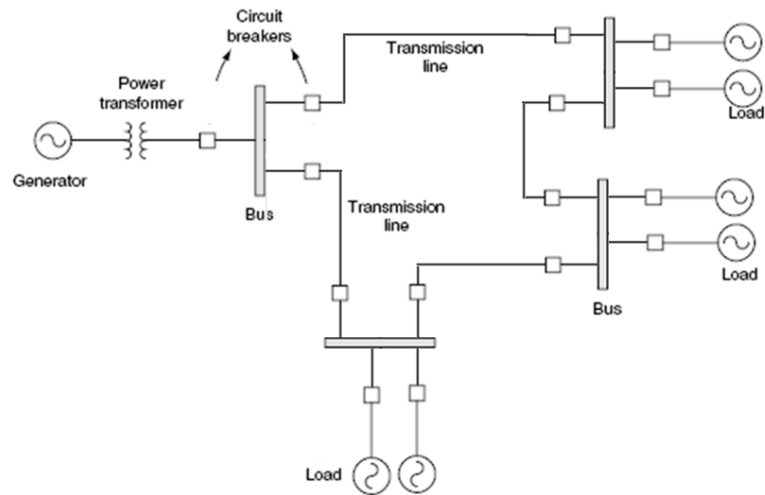 Circuit
breakers
Transmission
line
Power
transformer
Load
Generator
Bus
Transmission
line
Load
Bus
Load